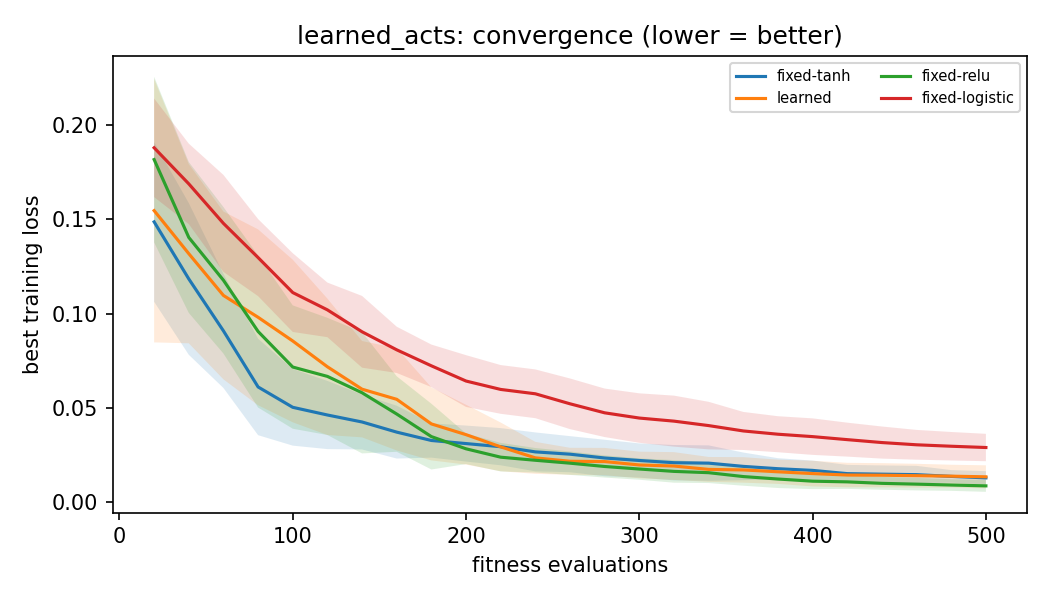 learned_acts: convergence (lower = better)
fixed-tanh
learned
fixed-relu
fixed-logistic
best training loss
0.20
0.15
0.10
0.05
0.00
0 100 200 300 400 500
fitness evaluations